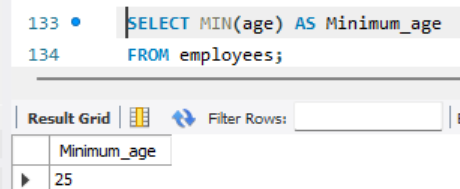 133 SELECT MIN(age) AS Minimum_age
134 FROM employees;
Result Grid Filter Rows:
Minimum_age
25